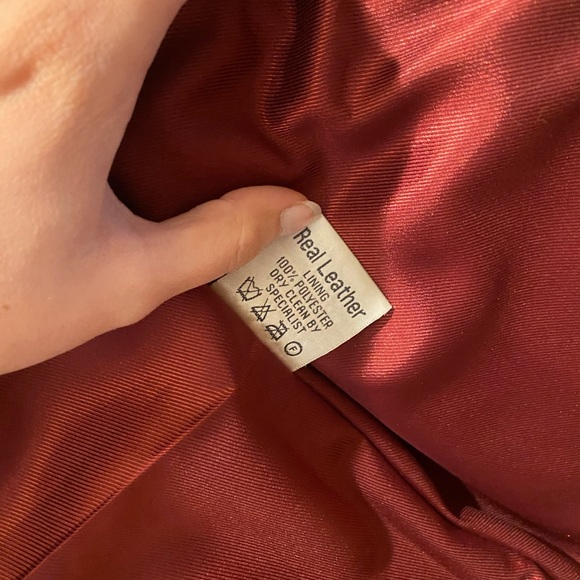 Real Leather
LINING
100% POLYESTER
DRY CLEAN BY
SPECIALIST
F